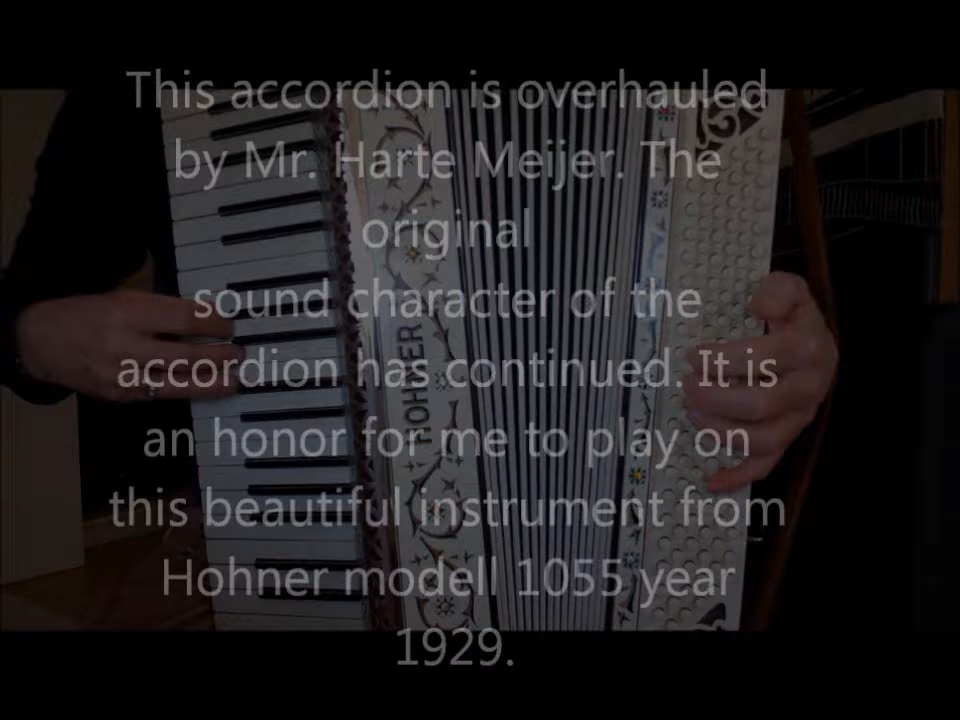 This accordion is overhauled
by Mr. Harte Meijer. The
original
sound character of the
accordion has continued. It is
an honor for me to play on
this beautiful instrument from
Hohner modell 1055 year
1929.
HOHNER